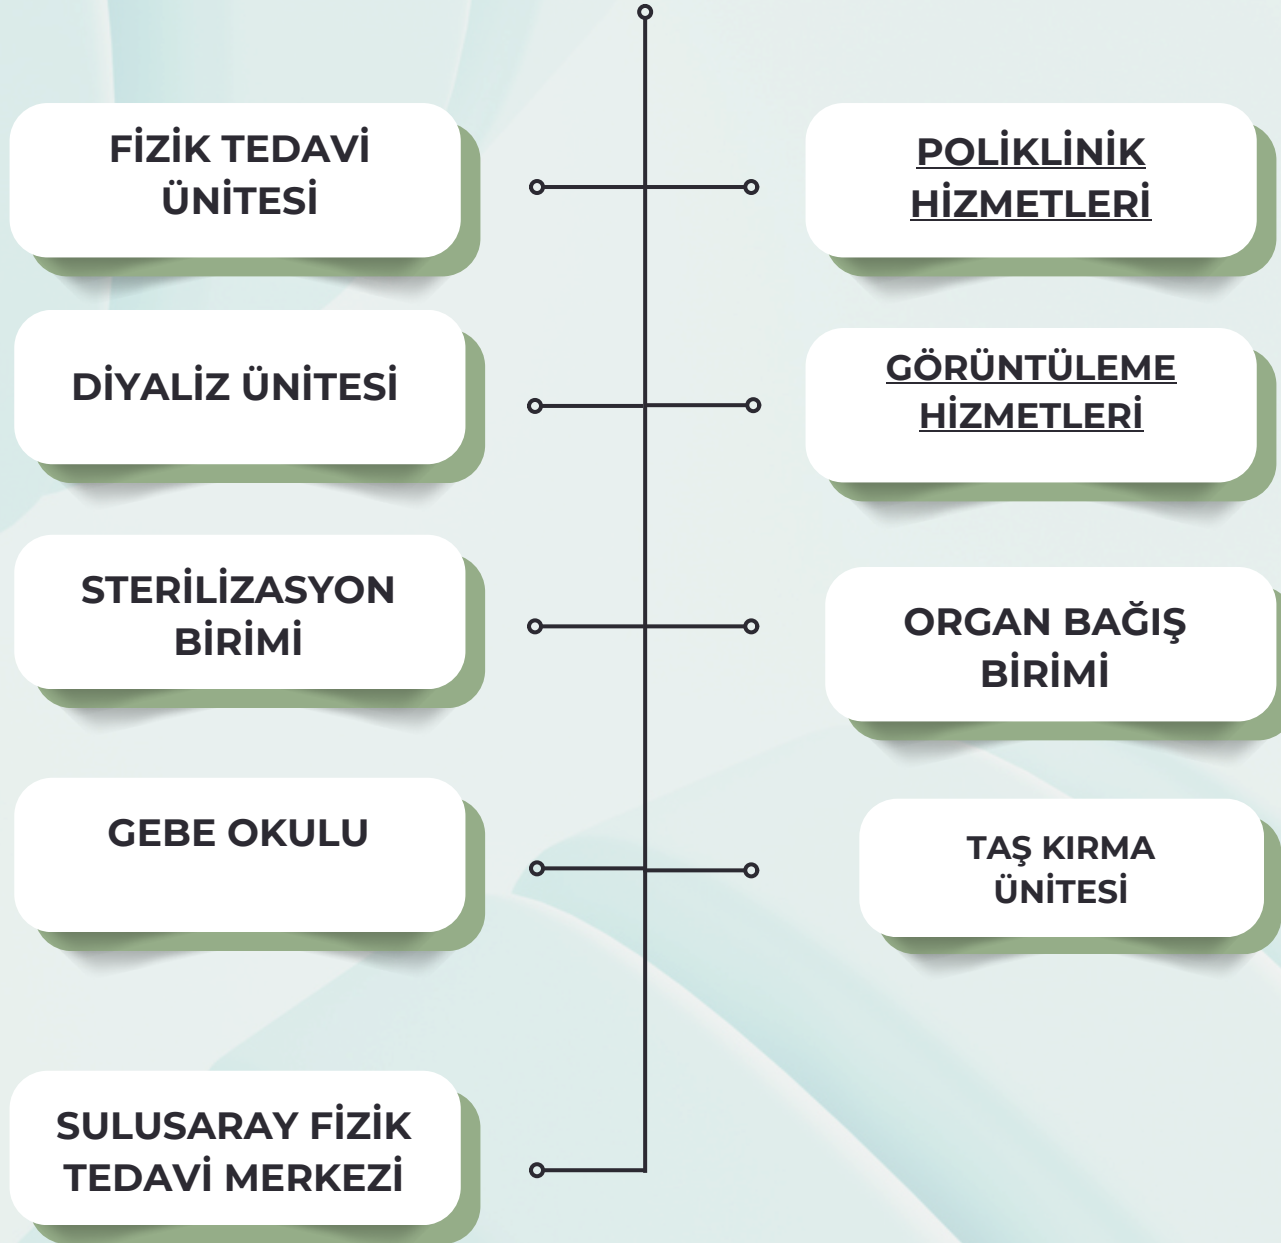 FİZİK TEDAVİ
ÜNİTESİ
POLİKLİNİK
HİZMETLERİ
DİYALİZ ÜNİTESİ
GÖRÜNTÜLEME
HİZMETLERİ
STERİLİZASYON
BİRİMİ
ORGAN BAĞIŞ
BİRİMİ
GEBE OKULU
TAŞ KIRMA
ÜNİTESİ
SULUSARAY FİZİK
TEDAVİ MERKEZİ